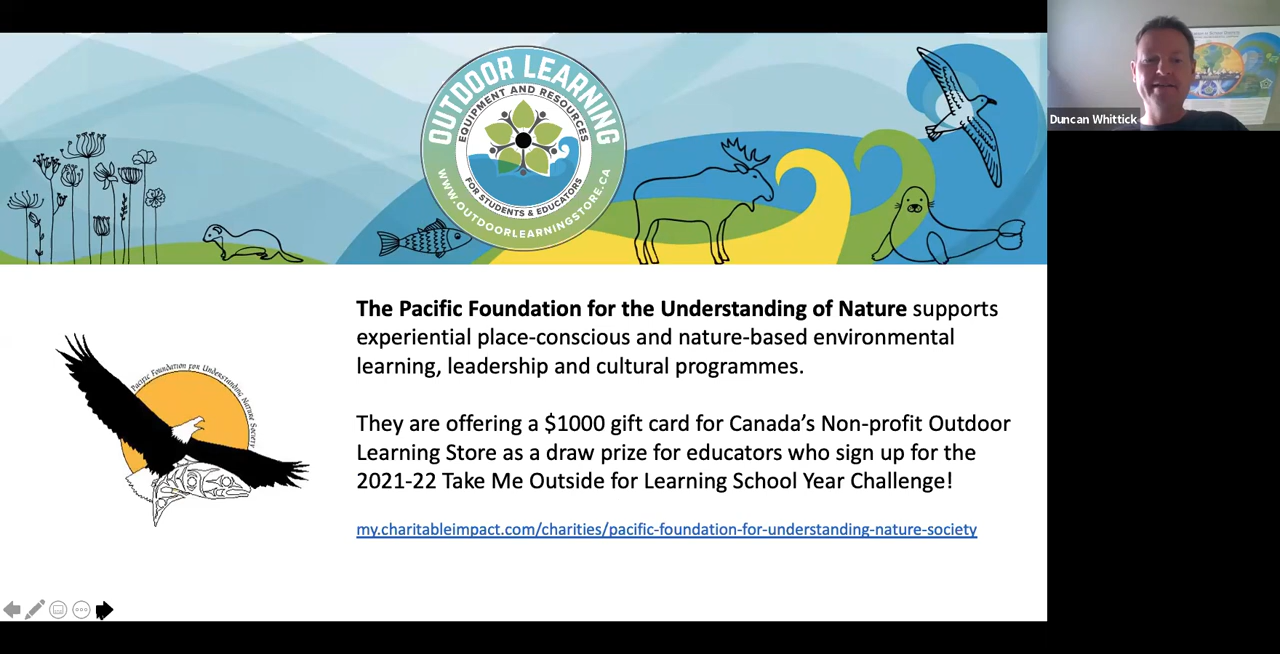 OUTDOOR LEARNING
EQUIPMENT AND RESOURCES
FOR STUDENTS & EDUCATORS
WWW.OUTDOORLEARNINGSTORE.CA
Duncan Whittick
The Pacific Foundation for the Understanding of Nature supports
experiential place-conscious and nature-based environmental
learning, leadership and cultural programmes.
Pacific Foundation for Understanding Nature Society
They are offering a $1000 gift card for Canada’s Non-profit Outdoor
Learning Store as a draw prize for educators who sign up for the
2021-22 Take Me Outside for Learning School Year Challenge!
my.charitableimpact.com/charities/pacific-foundation-for-understanding-nature-society